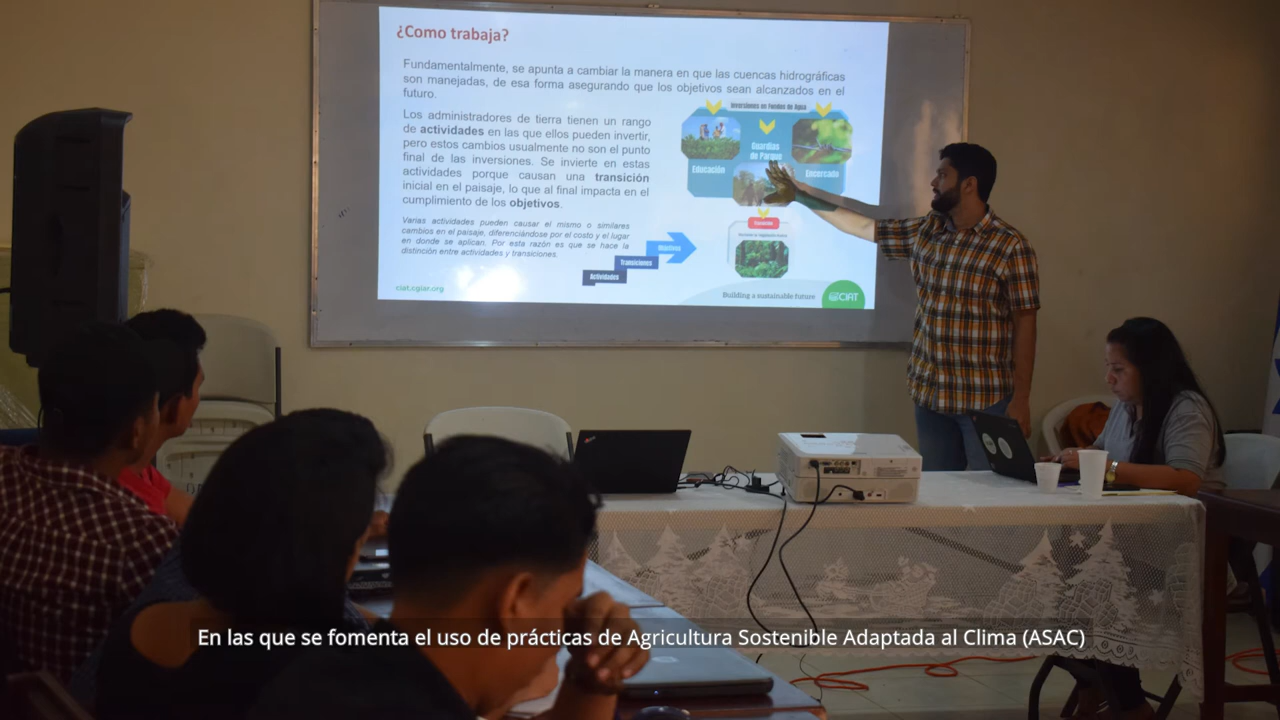 ¿Como trabaja?
Fundamentalmente, se apunta a cambiar la manera en que las cuencas hidrográficas
son manejadas, de esa forma asegurando que los objetivos sean alcanzados en el
futuro.
Los administradores de tierra tienen un rango
de actividades en las que ellos pueden invertir,
pero estos cambios usualmente no son el punto
final de las inversiones. Se invierte en estas
actividades porque causan una transición
inicial en el paisaje, lo que al final impacta en el
cumplimiento de los objetivos.
Varias actividades pueden causar el mismo o similares
cambios en el paisaje, diferenciándose por el costo y el lugar
en donde se aplican. Por esta razón es que se hace la
distinción entre actividades y transiciones.
Inversiones en Fondos de Agua
Educación
Guardias
de Parque
Encercado
Objetivos
Transiciones
Actividades
ciat.cgiar.org
Building a sustainable future
CIAT
En las que se fomenta el uso de prácticas de Agricultura Sostenible Adaptada al Clima (ASAC)